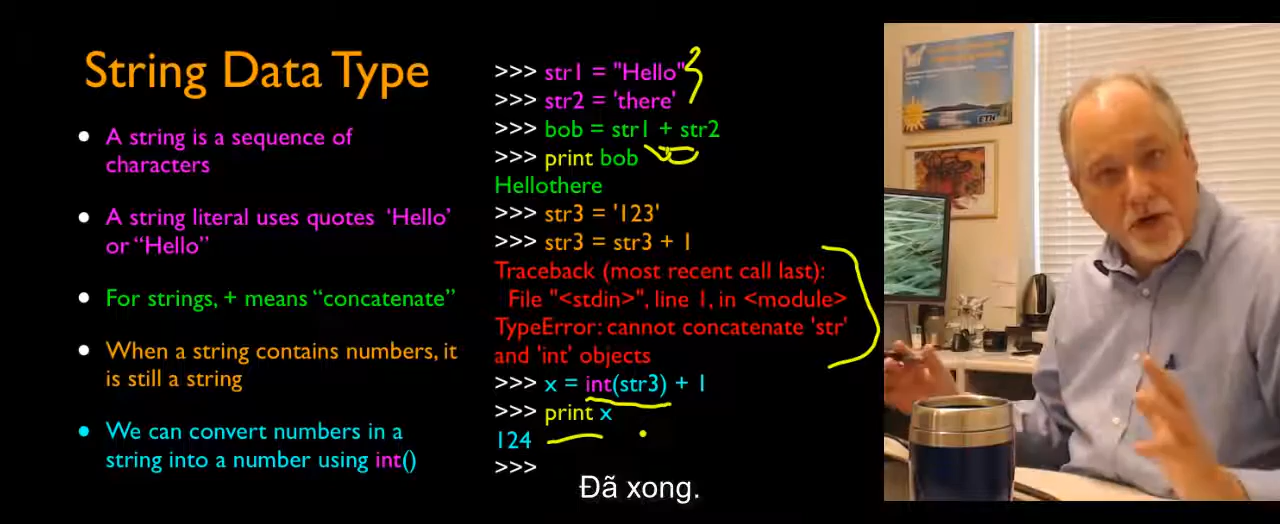 String Data Type
A string is a sequence of
characters
A string literal uses quotes ‘Hello’
or “Hello”
For strings, + means “concatenate”
When a string contains numbers, it
is still a string
We can convert numbers in a
string into a number using int()
>>> str1 = "Hello"
>>> str2 = 'there'
>>> bob = str1 + str2
>>> print bob
Hellothere
>>> str3 = '123'
>>> str3 = str3 + 1
Traceback (most recent call last):
File "<stdin>", line 1, in <module>
TypeError: cannot concatenate 'str'
and 'int' objects
>>> x = int(str3) + 1
>>> print x
124
>>>
ETH
Đã xong.